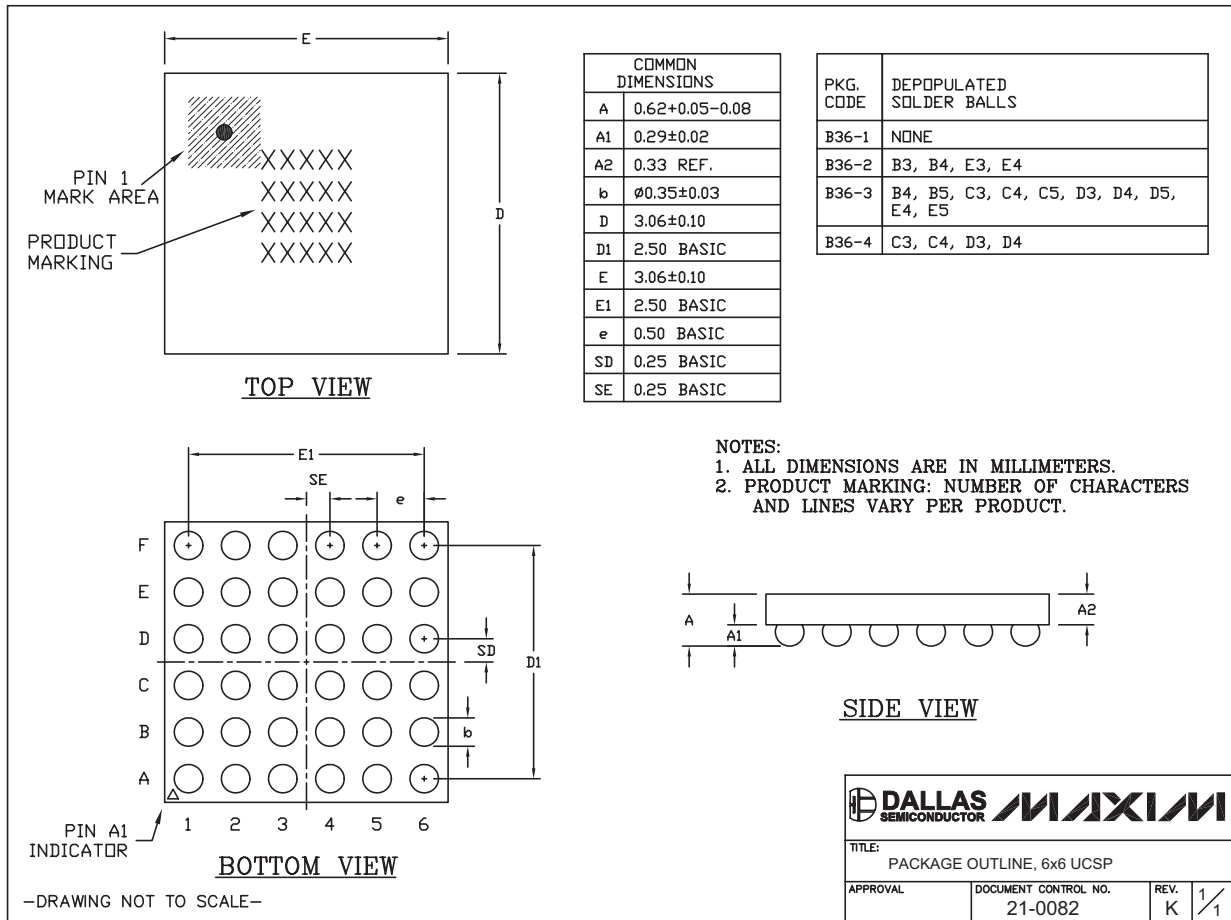 E
D
PIN 1
MARK AREA
XXXXX
XXXXX
XXXXX
XXXXX
PRODUCT
MARKING
TOP VIEW
COMMON
DIMENSIONS
A 0.62+0.05-0.08
A1 0.29±0.02
A2 0.33 REF.
b ø0.35±0.03
D 3.06±0.10
D1 2.50 BASIC
E 3.06±0.10
E1 2.50 BASIC
e 0.50 BASIC
SD 0.25 BASIC
SE 0.25 BASIC
PKG. DEPOPULATED
CODE SOLDER BALLS
B36-1 NONE
B36-2 B3, B4, E3, E4
B36-3 B4, B5, C3, C4, C5, D3, D4, D5,
E4, E5
B36-4 C3, C4, D3, D4
NOTES:
1. ALL DIMENSIONS ARE IN MILLIMETERS.
2. PRODUCT MARKING: NUMBER OF CHARACTERS
AND LINES VARY PER PRODUCT.
E1
SE
e
F
E
D
C
B
A
SD
D1
b
1 2 3 4 5 6
PIN A1
INDICATOR
BOTTOM VIEW
-DRAWING NOT TO SCALE-
A
A1
A2
SIDE VIEW
DALLAS
SEMICONDUCTOR
MAXIM
TITLE:
PACKAGE OUTLINE, 6x6 UCSP
APPROVAL DOCUMENT CONTROL NO. REV.
21-0082 K 1/1